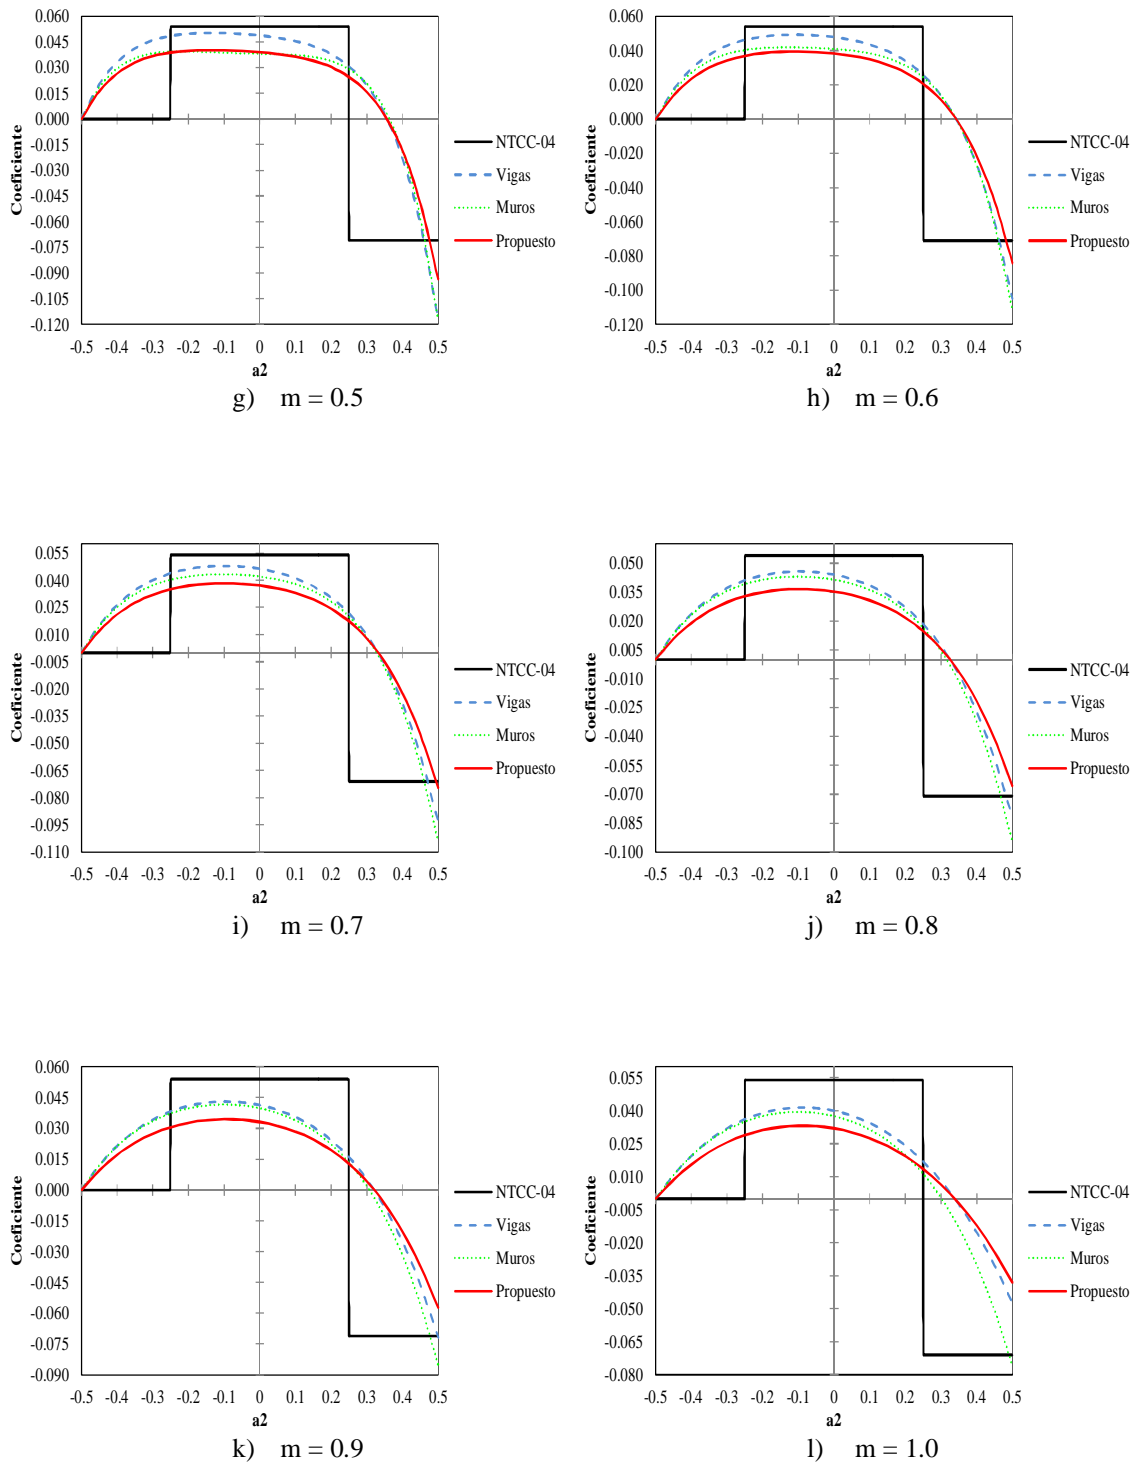 0.060
0.045
0.030
0.015
0.000
-0.015
-0.030
-0.045
-0.060
-0.075
-0.090
-0.105
-0.120
Coeficiente
-0.5 -0.4 -0.3 -0.2 -0.1 0 0.1 0.2 0.3 0.4 0.5
a2
NTCC-04
Vigas
Muros
Propuesto
g) m = 0.5
0.060
0.040
0.020
0.000
-0.020
-0.040
-0.060
-0.080
-0.100
-0.120
Coeficiente
-0.5 -0.4 -0.3 -0.2 -0.1 0 0.1 0.2 0.3 0.4 0.5
a2
NTCC-04
Vigas
Muros
Propuesto
h) m = 0.6
0.055
0.040
0.025
0.010
-0.005
-0.020
-0.035
-0.050
-0.065
-0.080
-0.095
-0.110
Coeficiente
-0.5 -0.4 -0.3 -0.2 -0.1 0 0.1 0.2 0.3 0.4 0.5
a2
NTCC-04
Vigas
Muros
Propuesto
i) m = 0.7
0.050
0.035
0.020
0.005
-0.010
-0.025
-0.040
-0.055
-0.070
-0.085
-0.100
Coeficiente
-0.5 -0.4 -0.3 -0.2 -0.1 0 0.1 0.2 0.3 0.4 0.5
a2
NTCC-04
Vigas
Muros
Propuesto
j) m = 0.8
0.060
0.045
0.030
0.015
0.000
-0.015
-0.030
-0.045
-0.060
-0.075
-0.090
Coeficiente
-0.5 -0.4 -0.3 -0.2 -0.1 0 0.1 0.2 0.3 0.4 0.5
a2
NTCC-04
Vigas
Muros
Propuesto
k) m = 0.9
0.055
0.040
0.025
0.010
-0.005
-0.020
-0.035
-0.050
-0.065
-0.080
Coeficiente
-0.5 -0.4 -0.3 -0.2 -0.1 0 0.1 0.2 0.3 0.4 0.5
a2
NTCC-04
Vigas
Muros
Propuesto
l) m = 1.0